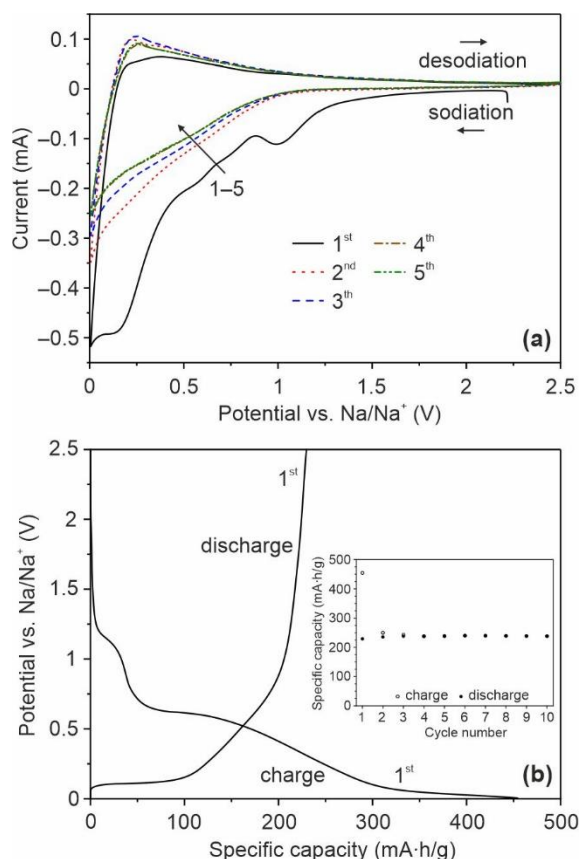 0.1
0
–0.1
–0.2
–0.3
–0.4
–0.5
Current (mA)
desodiation
sodiation
1–5
1st
2nd
3th
4th
5th
(a)
0
0.5
1
1.5
2
2.5
Potential vs. Na/Na+ (V)
2.5
2
1.5
1
0.5
0
Potential vs. Na/Na+ (V)
1st
discharge
charge
1st
(b)
500
400
300
200
100
0
Specific capacity (mA·h/g)
charge
discharge
1 2 3 4 5 6 7 8 9 10
Cycle number
0
100
200
300
400
500
Specific capacity (mA·h/g)